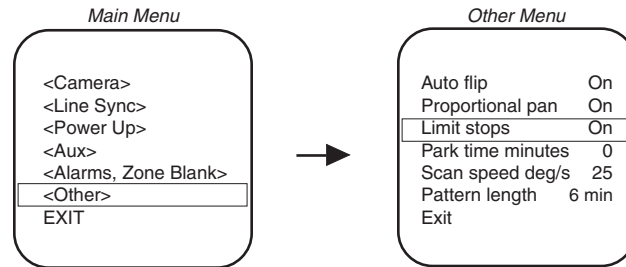 Main Menu
<Camera>
<Line Sync>
<Power Up>
<Aux>
<Alarms, Zone Blank>
<Other>
EXIT
Other Menu
Auto flip On
Proportional pan On
Limit stops On
Park time minutes 0
Scan speed deg/s 25
Pattern length 6 min
Exit